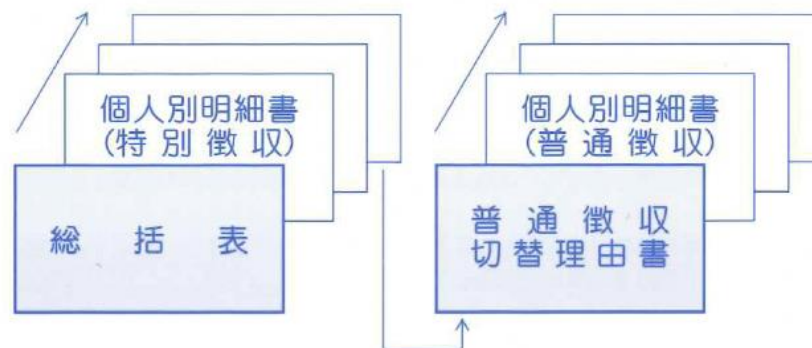 個人別明細書
(特別徴収)
総括表
個人別明細書
(普通徴収)
普通徴収
切替理由書